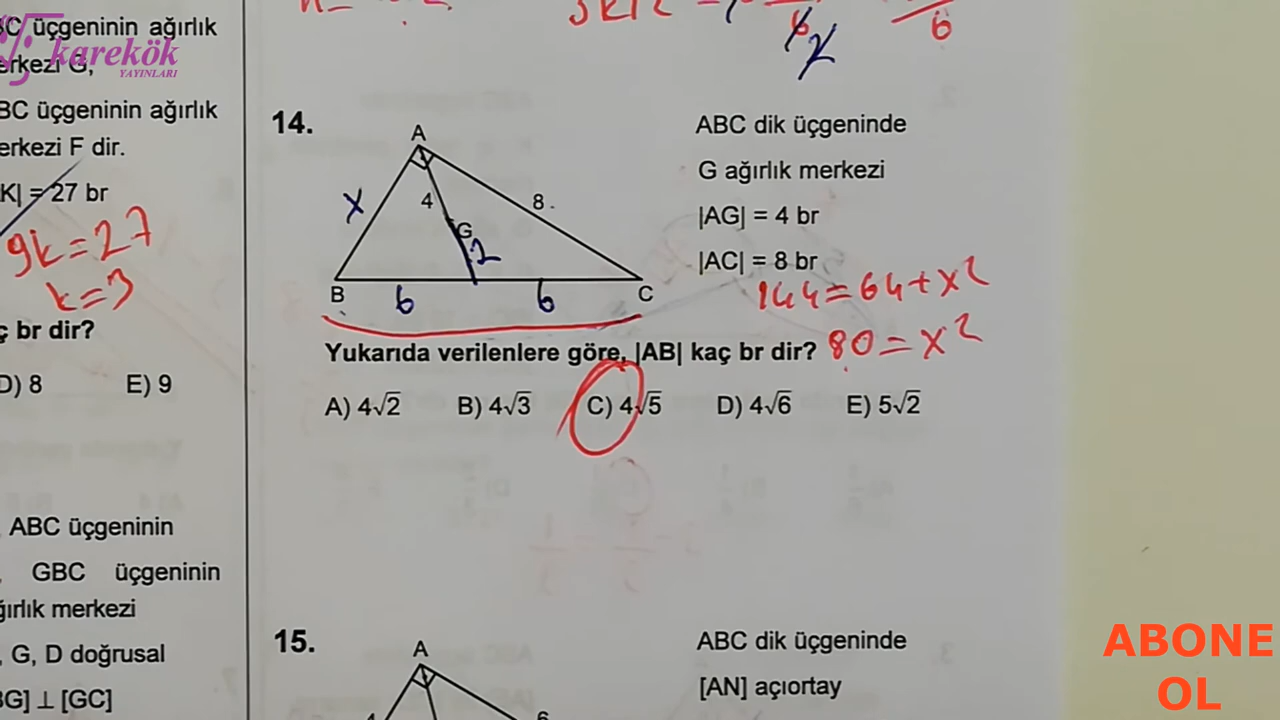 karekök
YAYINLARI
BC üçgeninin ağırlık
erkezi G,
BC üçgeninin ağırlık
erkezi F dir.
K| = 27 br
9k=27
k=3
ç br dir?
D) 8 E) 9
, ABC üçgeninin
GBC üçgeninin
ğırlık merkezi
, G, D doğrusal
BG] ⊥ [GC]
6
6
2
14.
A
x
4
8
G
2
B
6
6
C
ABC dik üçgeninde
G ağırlık merkezi
|AG| = 4 br
|AC| = 8 br
144=64+x²
80=x²
Yukarıda verilenlere göre, |AB| kaç br dir?
A) 4√2 B) 4√3 C) 4√5 D) 4√6 E) 5√2
15.
A
6
ABC dik üçgeninde
[AN] açıortay
ABONE
OL